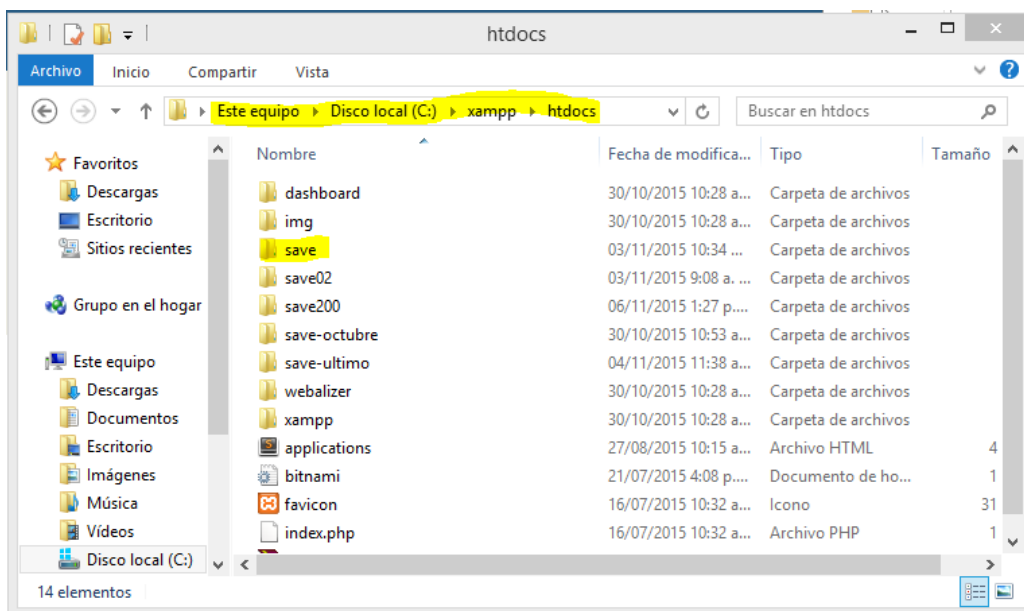 htdocs
Archivo Inicio Compartir Vista
Este equipo Disco local (C:) xampp htdocs Buscar en htdocs
Favoritos
Descargas
Escritorio
Sitios recientes
Grupo en el hogar
Este equipo
Descargas
Documentos
Escritorio
Imágenes
Música
Vídeos
Disco local (C:)
Nombre Fecha de modifica... Tipo Tamaño
dashboard 30/10/2015 10:28 a... Carpeta de archivos
img 30/10/2015 10:28 a... Carpeta de archivos
save 03/11/2015 10:34 ... Carpeta de archivos
save02 03/11/2015 9:08 a. ... Carpeta de archivos
save200 06/11/2015 1:27 p.... Carpeta de archivos
save-octubre 30/10/2015 10:53 a... Carpeta de archivos
save-ultimo 04/11/2015 11:38 a... Carpeta de archivos
webalizer 30/10/2015 10:28 a... Carpeta de archivos
xampp 30/10/2015 10:28 a... Carpeta de archivos
applications 27/08/2015 10:15 a... Archivo HTML 4
bitnami 21/07/2015 4:08 p.... Documento de ho... 1
favicon 16/07/2015 10:32 a... Icono 31
index.php 16/07/2015 10:32 a... Archivo PHP 1
14 elementos